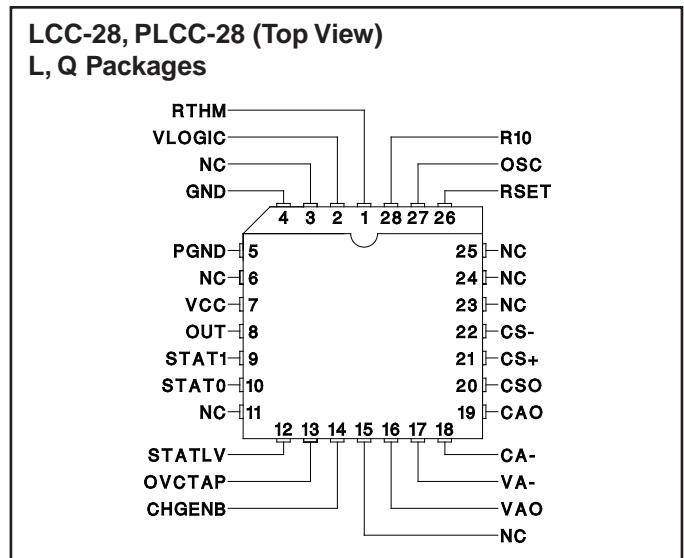 LCC-28, PLCC-28 (Top View)
L, Q Packages
RTHM
VLOGIC
NC
GND
R10
OSC
RSET
4 3 2 1 28 27 26
PGND 5
NC 6
VCC 7
OUT 8
STAT1 9
STAT0 10
NC 11
25 NC
24 NC
23 NC
22 CS-
21 CS+
20 CSO
19 CAO
12 13 14 15 16 17 18
STATLV
OVCTAP
CHGENB
CA-
VA-
VAO
NC